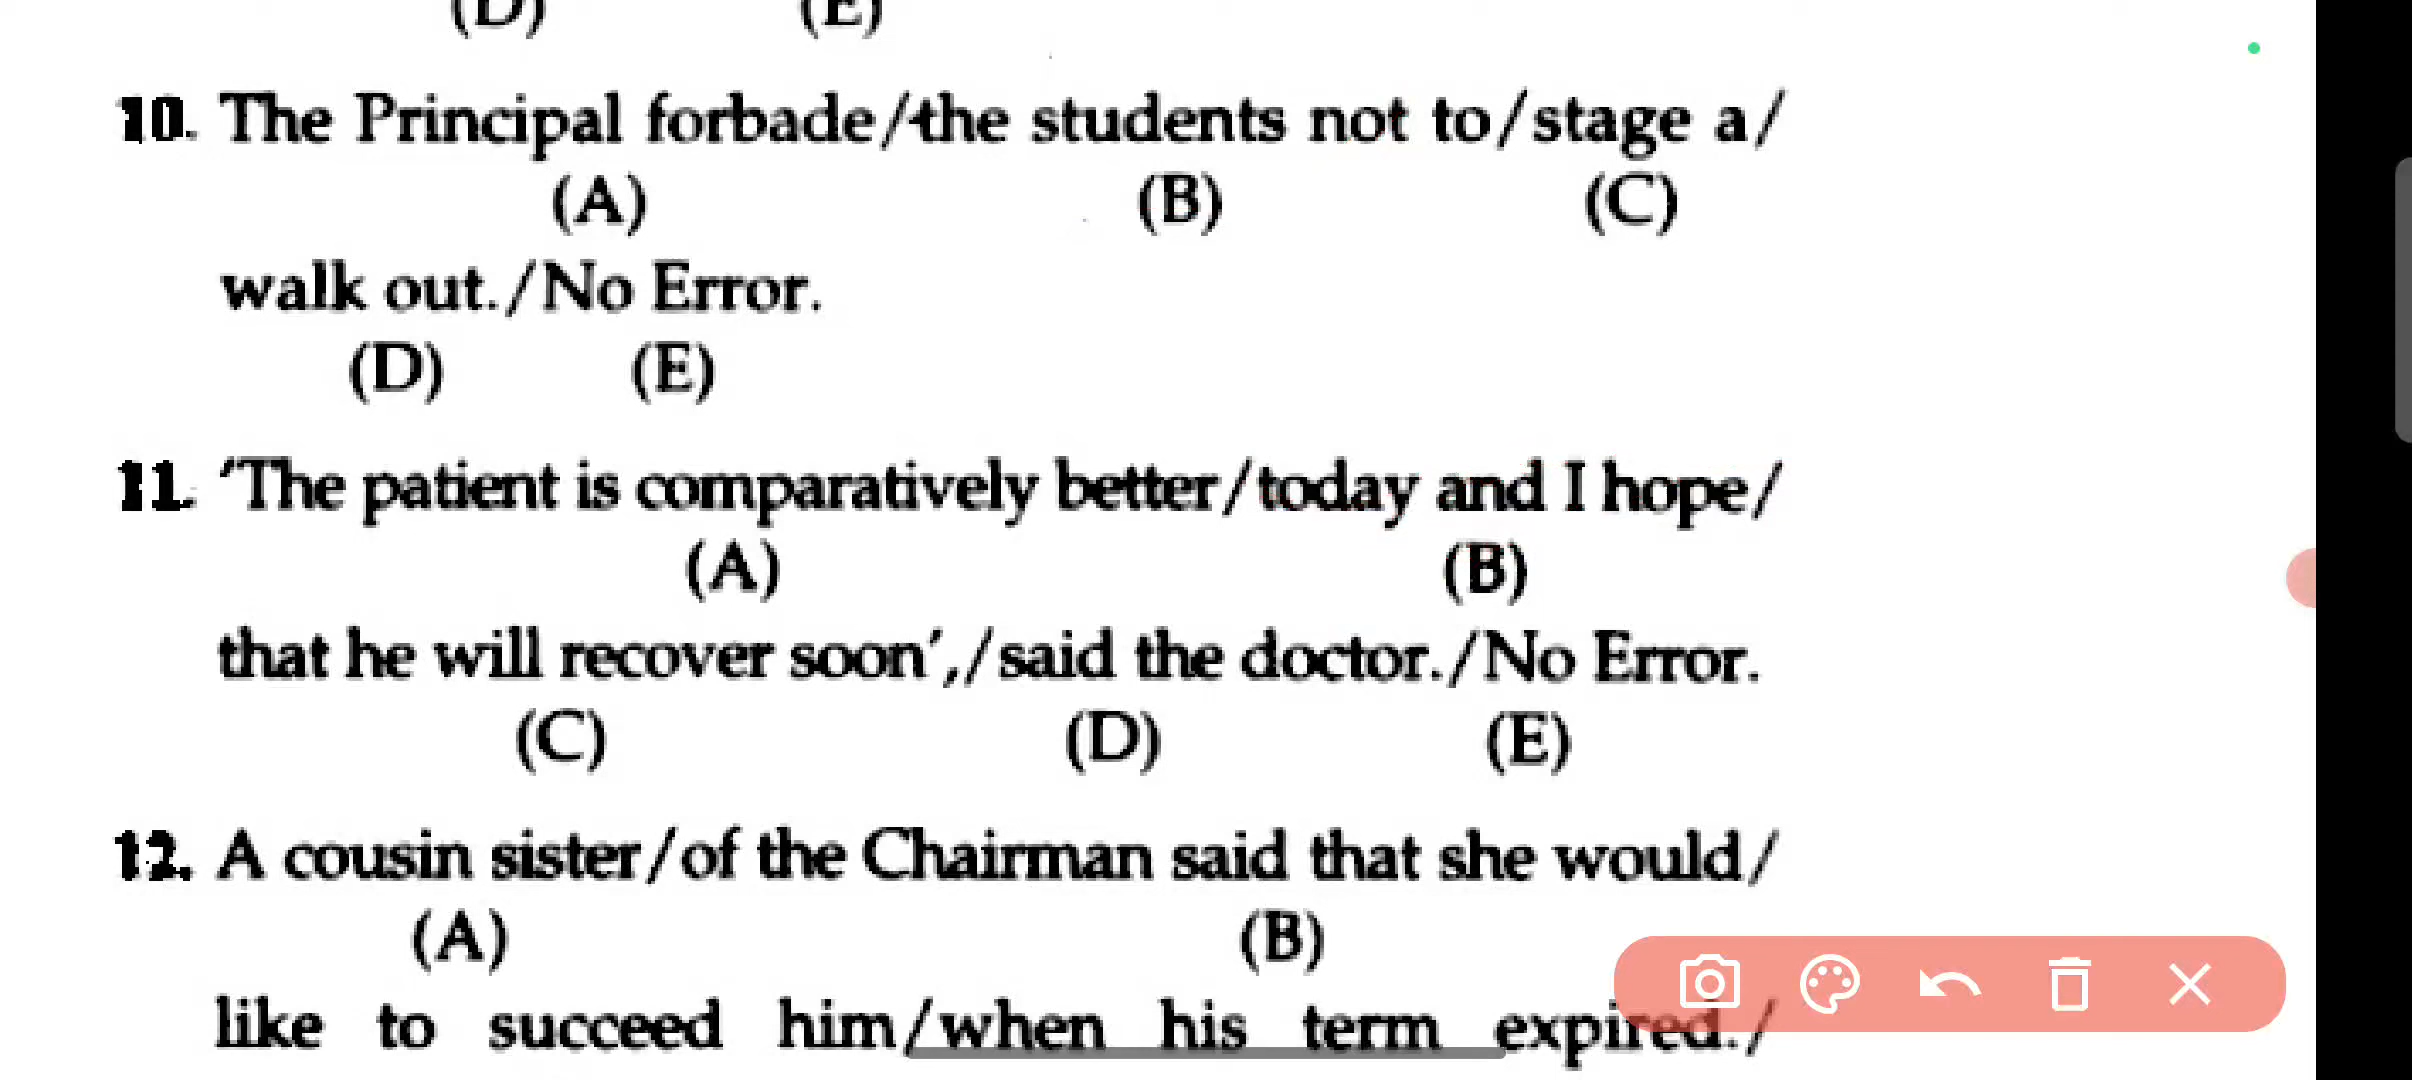 (D) (E)
10. The Principal forbade/the students not to/stage a/
(A) (B) (C)
walk out./No Error.
(D) (E)
11. 'The patient is comparatively better/today and I hope/
(A) (B)
that he will recover soon',/said the doctor./No Error.
(C) (D) (E)
12. A cousin sister/of the Chairman said that she would/
(A) (B)
like to succeed him/when his term expired./